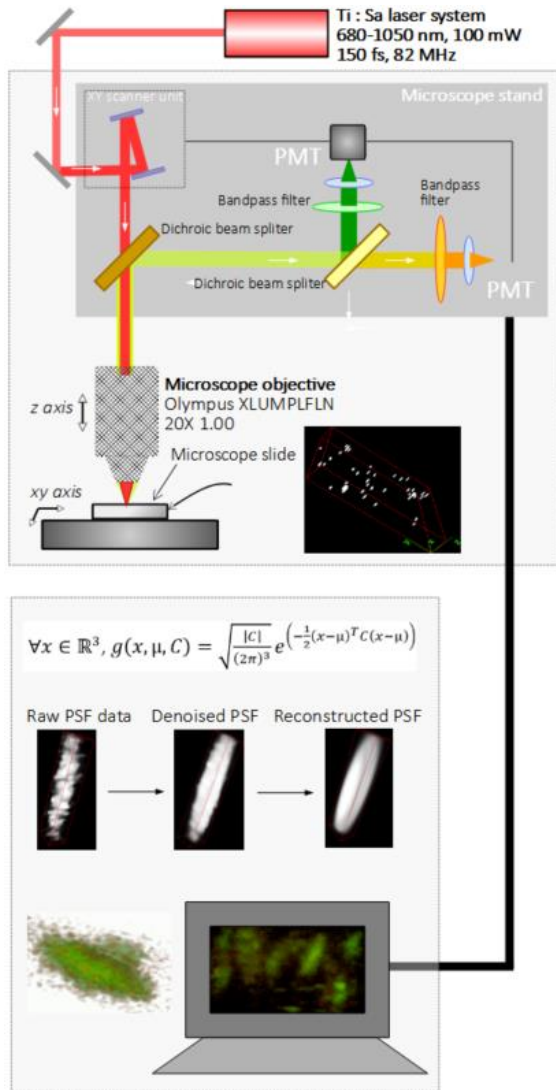 Ti : Sa laser system
680-1050 nm, 100 mW
150 fs, 82 MHz
XY scanner unit
Microscope stand
PMT
Bandpass filter
Bandpass
filter
Dichroic beam spliter
Dichroic beam spliter
PMT
Microscope objective
Olympus XLUMPLFLN
20X 1.00
z axis
Microscope slide
xy axis
∀x ∈ ℝ³, g(x, μ, C) = √(|C|/(2π)³) e^(−½(x−μ)ᵀC(x−μ))
Raw PSF data
Denoised PSF
Reconstructed PSF